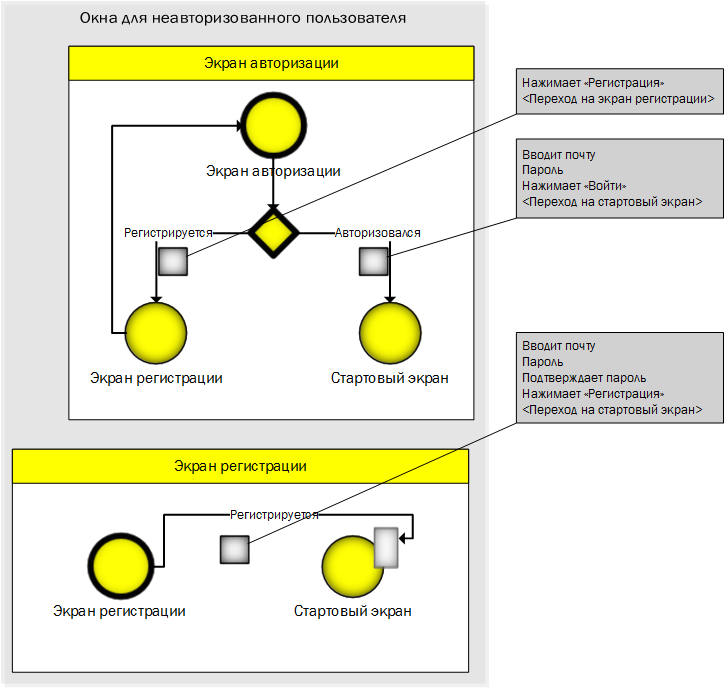 Окна для неавторизованного пользователя
Экран авторизации
Экран авторизации
Регистрируется
Авторизовался
Экран регистрации
Стартовый экран
Нажимает «Регистрация»
<Переход на экран регистрации>
Вводит почту
Пароль
Нажимает «Войти»
<Переход на стартовый экран>
Вводит почту
Пароль
Подтверждает пароль
Нажимает «Регистрация»
<Переход на стартовый экран>
Экран регистрации
Регистрируется
Экран регистрации
Стартовый экран